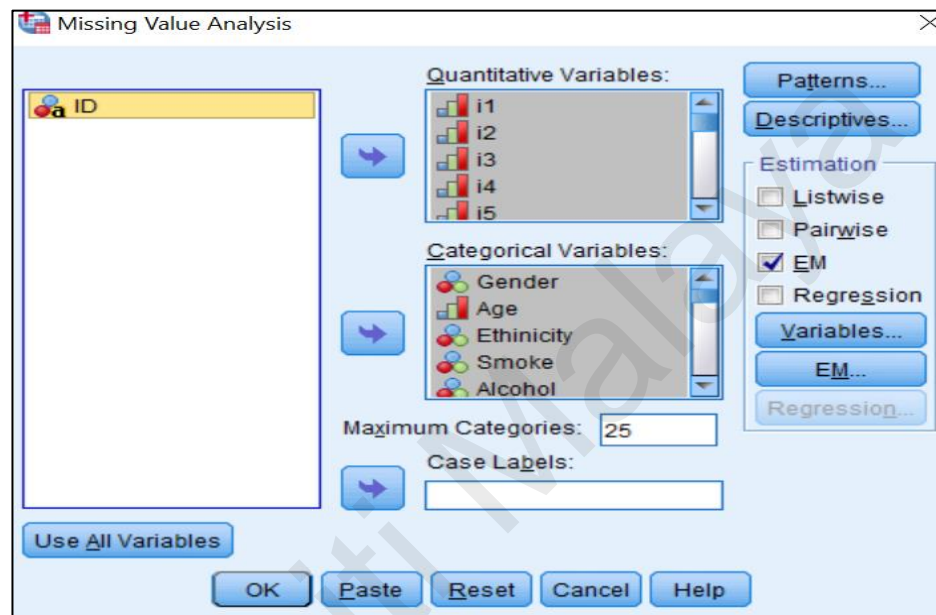 Missing Value Analysis
ID
Quantitative Variables:
i1
i2
i3
i4
i5
Categorical Variables:
Gender
Age
Ethinicity
Smoke
Alcohol
Maximum Categories: 25
Case Labels:
Patterns...
Descriptives...
Estimation
Listwise
Pairwise
EM
Regression
Variables...
EM...
Regression...
Use All Variables
OK Paste Reset Cancel Help
iti Malaya